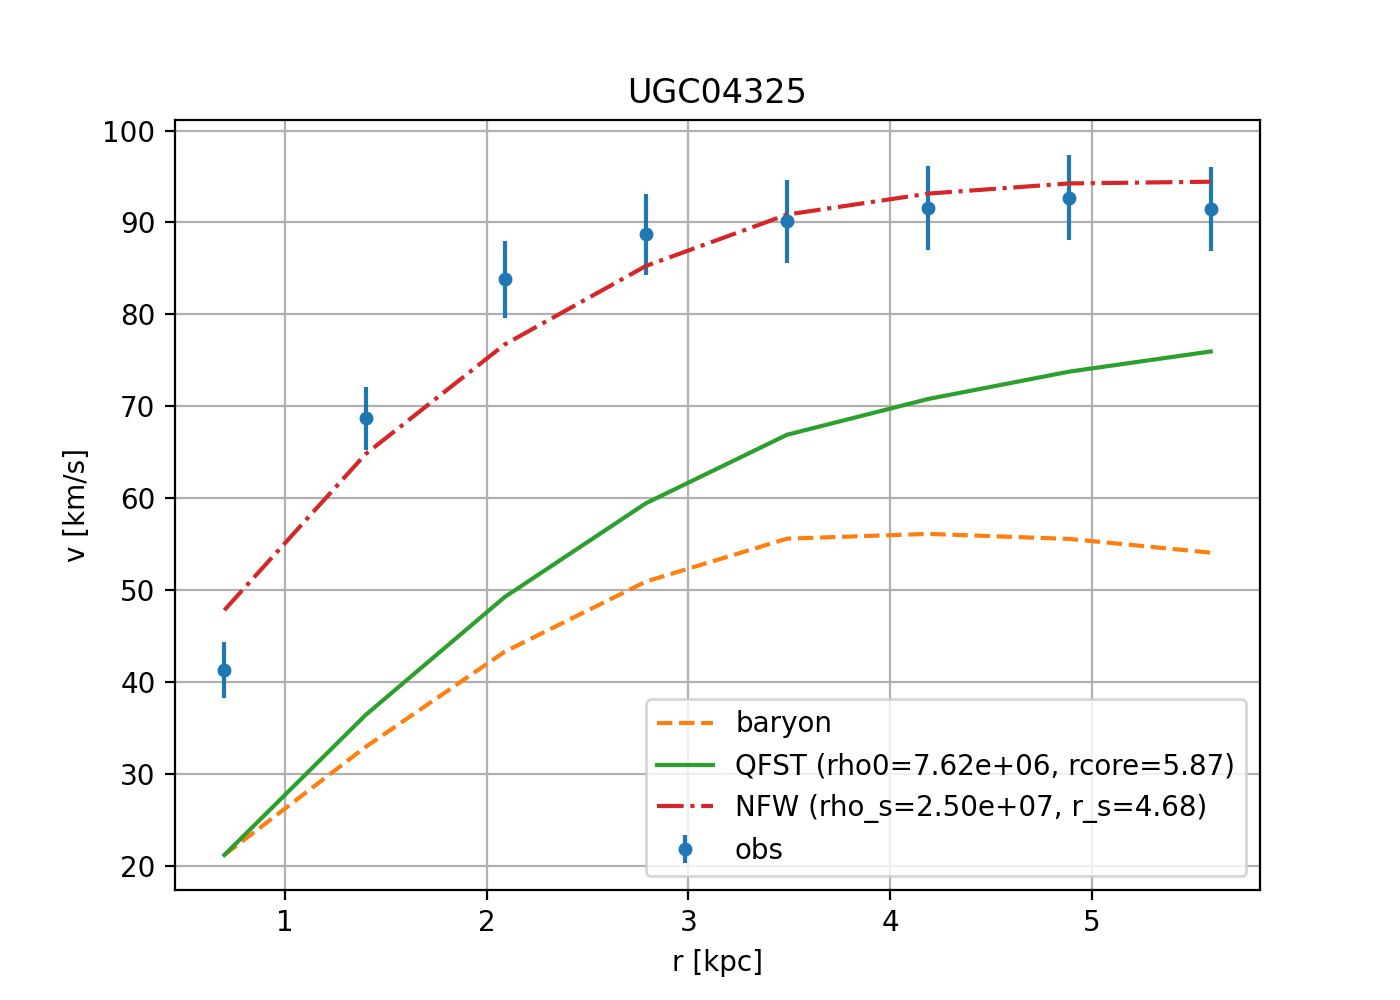 UGC04325
100
90
80
70
60
50
40
30
20
v [km/s]
baryon
QFST (rho0=7.62e+06, rcore=5.87)
NFW (rho_s=2.50e+07, r_s=4.68)
obs
1 2 3 4 5
r [kpc]